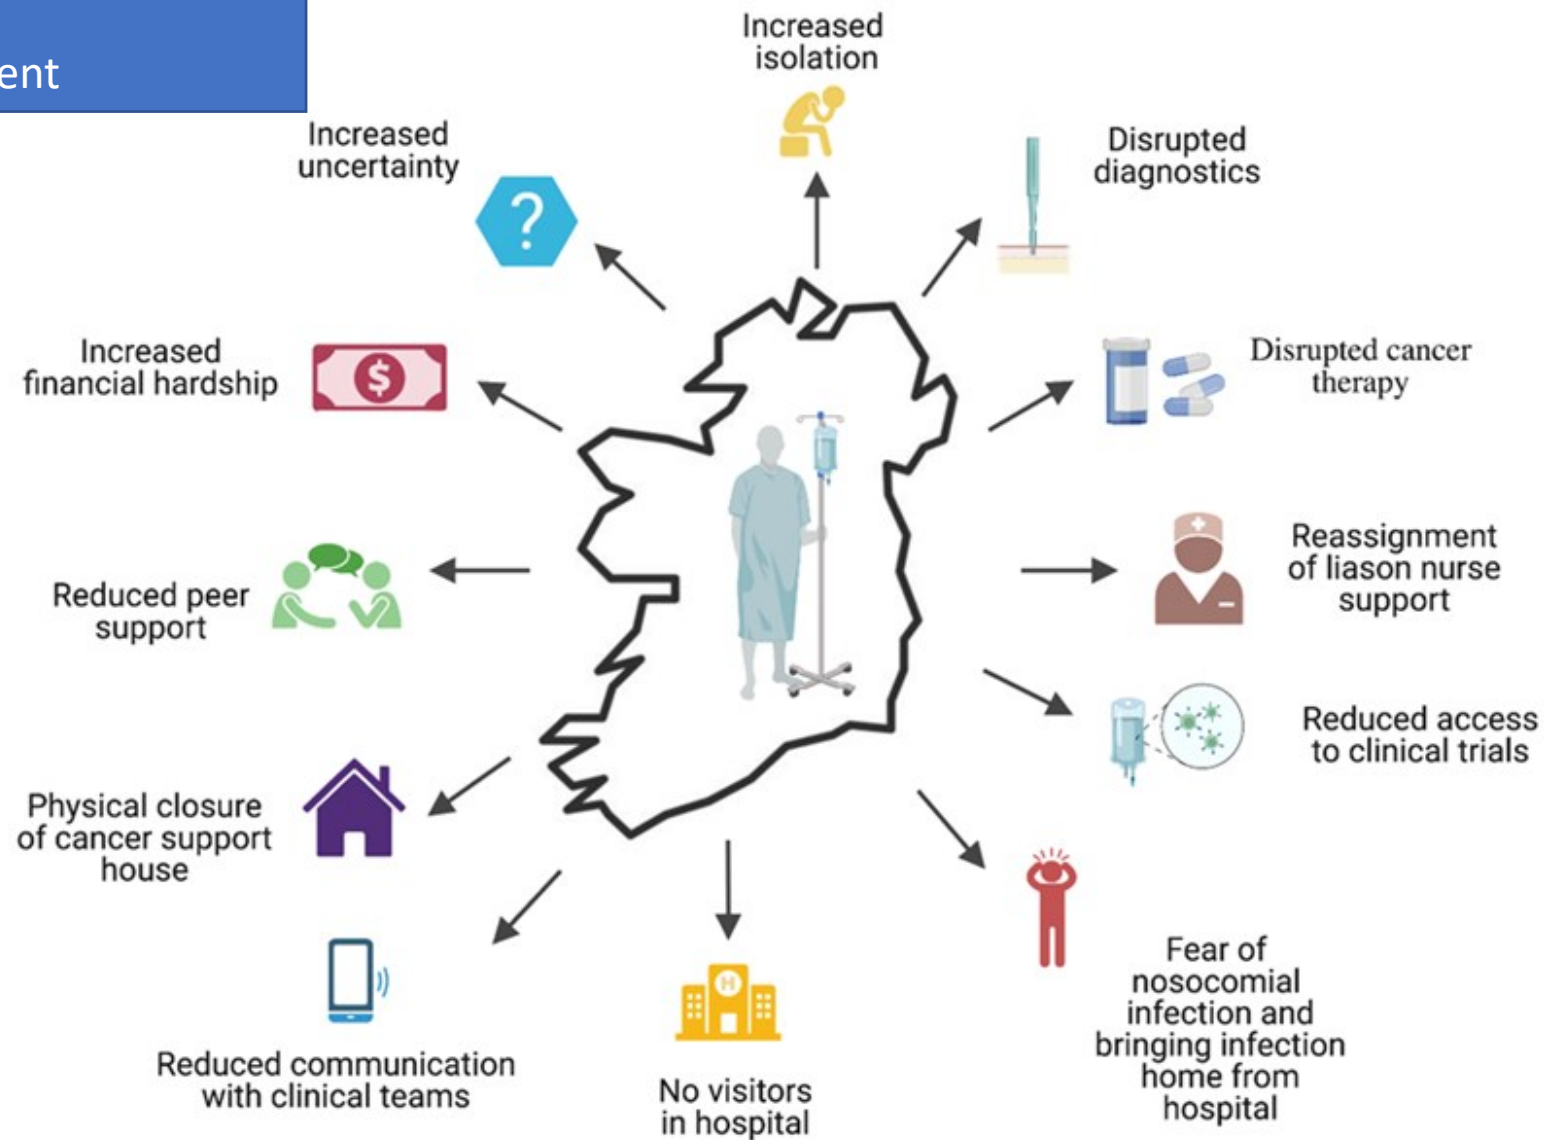 ent
Increased
isolation
Increased
uncertainty
?
Disrupted
diagnostics
Increased
financial hardship
$
Disrupted cancer
therapy
Reduced peer
support
Reassignment
of liason nurse
support
Reduced access
to clinical trials
Physical closure
of cancer support
house
Reduced communication
with clinical teams
H
No visitors
in hospital
Fear of
nosocomial
infection and
bringing infection
home from
hospital